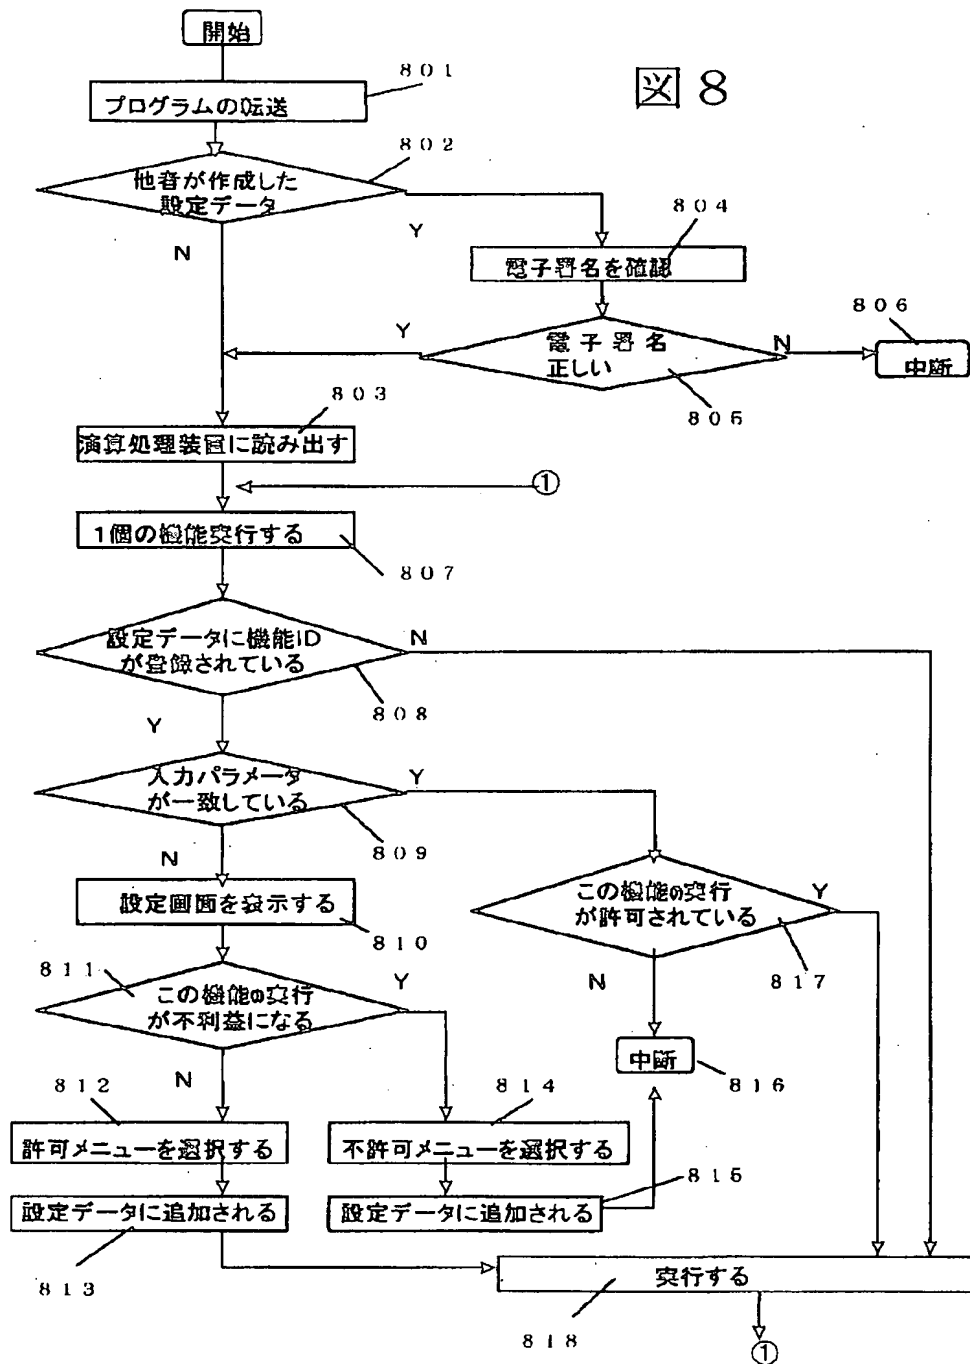 開始
図 8
801
プログラムの転送
802
他者が作成した
設定データ
Y
N
804
電子署名を確認
806
Y
電子署名
正しい
N
中断
805
803
演算処理装置に読み出す
①
1個の機能実行する
807
設定データに機能ID
が登録されている
N
808
Y
入力パラメータ
が一致している
Y
809
N
設定画面を表示する
810
この機能の実行
が許可されている
Y
817
N
811
この機能の実行
が不利益になる
Y
N
中断
816
812
814
許可メニューを選択する
不許可メニューを選択する
815
設定データに追加される
設定データに追加される
813
実行する
818
①